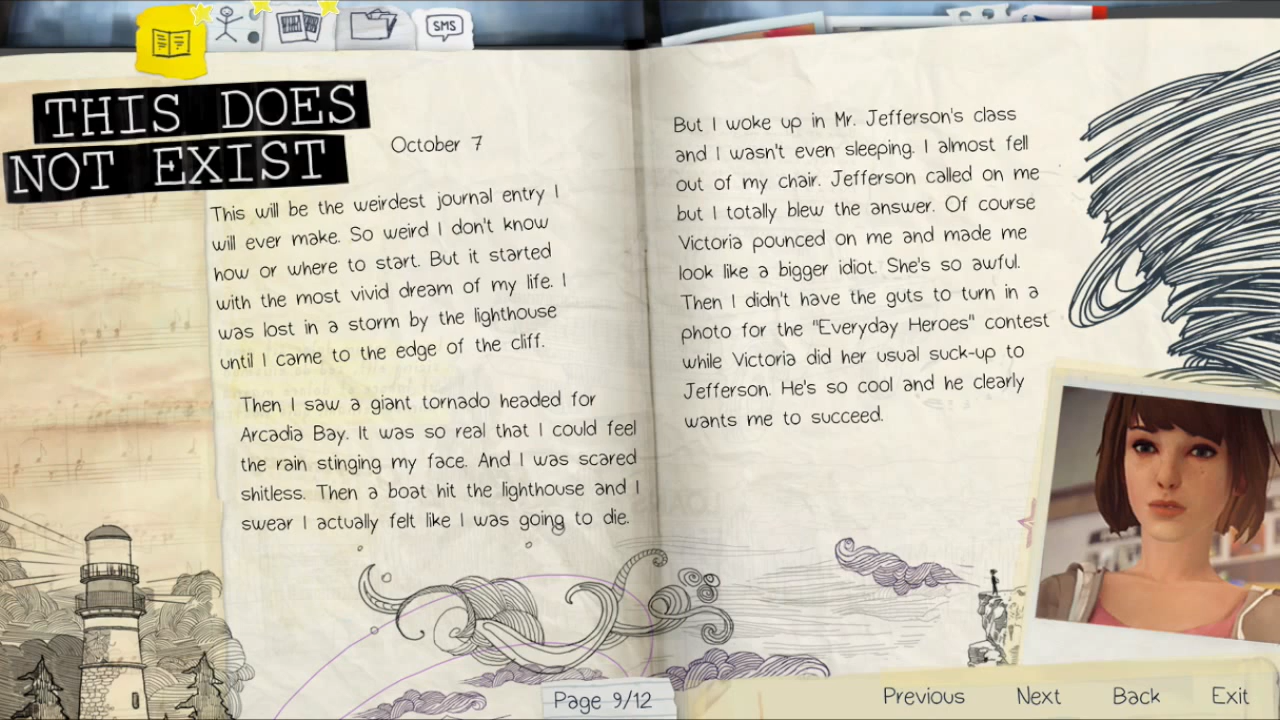 SMS
THIS DOES
NOT EXIST
October 7
This will be the weirdest journal entry I
will ever make. So weird I don't know
how or where to start. But it started
with the most vivid dream of my life. I
was lost in a storm by the lighthouse
until I came to the edge of the cliff.
Then I saw a giant tornado headed for
Arcadia Bay. It was so real that I could feel
the rain stinging my face. And I was scared
shitless. Then a boat hit the lighthouse and I
swear I actually felt like I was going to die.
But I woke up in Mr. Jefferson's class
and I wasn't even sleeping. I almost fell
out of my chair. Jefferson called on me
but I totally blew the answer. Of course
Victoria pounced on me and made me
look like a bigger idiot. She's so awful.
Then I didn't have the guts to turn in a
photo for the "Everyday Heroes" contest
while Victoria did her usual suck-up to
Jefferson. He's so cool and he clearly
wants me to succeed.
Page 9/12
Previous Next Back Exit